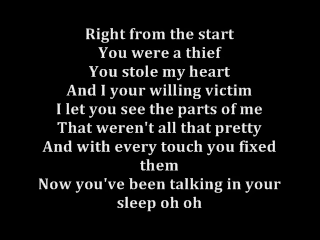 Right from the start
You were a thief
You stole my heart
And I your willing victim
I let you see the parts of me
That weren't all that pretty
And with every touch you fixed
them
Now you've been talking in your
sleep oh oh